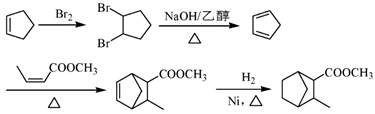 Br₂
Br
Br
NaOH/乙醇
△
COOCH₃
△
COOCH₃
H₂
Ni，△
COOCH₃